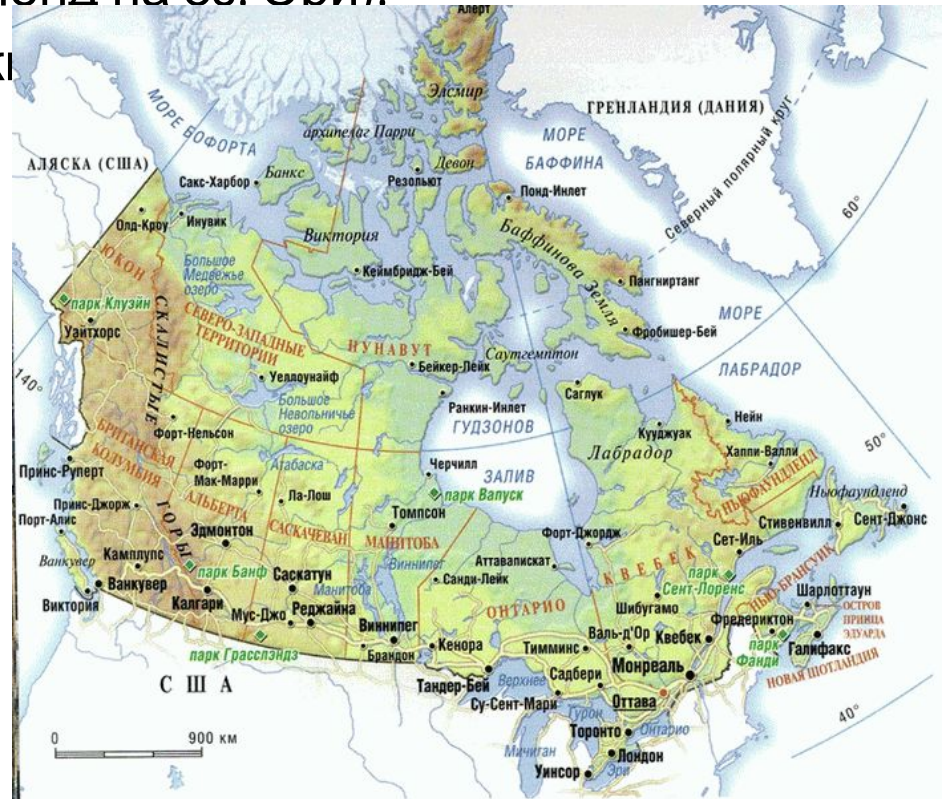 Алерт
Элсмир
ГРЕНЛАНДИЯ (ДАНИЯ)
МОРЕ БОФОРТА
архипелаг Парри
МОРЕ
БАФФИНА
Северный полярный круг
АЛЯСКА (США)
Девон
Банкс
Сакс-Харбор
Резольют
Понд-Инлет
60°
Олд-Кроу
Инувик
Виктория
Баффинова Земля
ЮКОН
Большое
Медвежье
озеро
Кеймбридж-Бей
Пангниртанг
парк Клуэйн
СКАЛИСТЫЕ
ГОРЫ
Уайтхорс
СЕВЕРО-ЗАПАДНЫЕ
ТЕРРИТОРИИ
НУНАВУТ
Саутгемптон
Фробишер-Бей
МОРЕ
ЛАБРАДОР
140°
Уеллоунайф
Бейкер-Лейк
Большое
Невольничье
озеро
Ранкин-Инлет
Саглук
ГУДЗОНОВ
ЗАЛИВ
Нейн
Форт-Нельсон
Кууджуак
50°
БРИТАНСКАЯ
КОЛУМБИЯ
Лабрадор
Хаппи-Валли
Принс-Руперт
Форт-
Мак-Марри
Атабаска
Черчилл
НЬЮФАУНДЛЕНД
Ньюфаундленд
АЛЬБЕРТА
Ла-Лош
парк Вапуск
Принс-Джордж
Порт-Алис
Томпсон
Стивенвилл
Сент-Джонс
Эдмонтон
САСКАЧЕВАН
МАНИТОБА
Форт-Джордж
Сет-Иль
Ванкувер
Камплупс
парк Банф
Саскатун
Виннипег
Аттавапискат
КВЕБЕК
парк
Сент-Лоренс
Ванкувер
Манитоба
Санди-Лейк
НЬЮ-БРАНСУИК
Шарлоттаун
Виктория
Калгари
Мус-Джо
Реджайна
ОНТАРИО
Шибугамо
Фредериктон
ОСТРОВ
ПРИНЦА
ЭДУАРДА
Виннипег
Валь-д'Ор
Квебек
парк Грасслэндз
Брандон
Кенора
Тимминс
парк
Фанди
Галифакс
Монреаль
НОВАЯ ШОТЛАНДИЯ
США
Тандер-Бей
Верхнее
Садбери
Су-Сент-Мари
Оттава
Гурон
40°
0
900 км
Торонто
Онтарио
Мичиган
Лондон
Уинсор
Эри